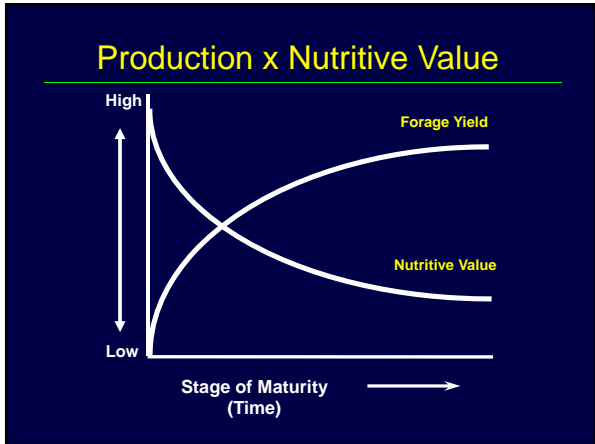 Production x Nutritive Value
High
Forage Yield
Nutritive Value
Low
Stage of Maturity
(Time)